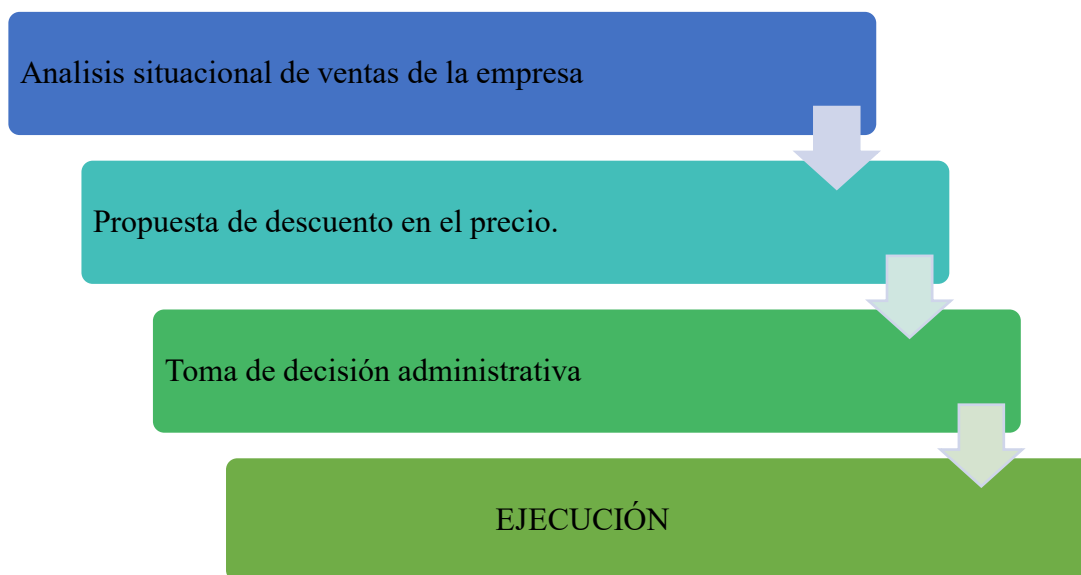 Analisis situacional de ventas de la empresa
Propuesta de descuento en el precio.
Toma de decisión administrativa
EJECUCIÓN